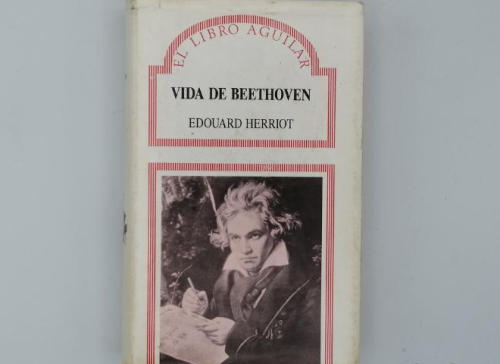 EL LIBRO AGUILAR
VIDA DE BEETHOVEN
EDOUARD HERRIOT